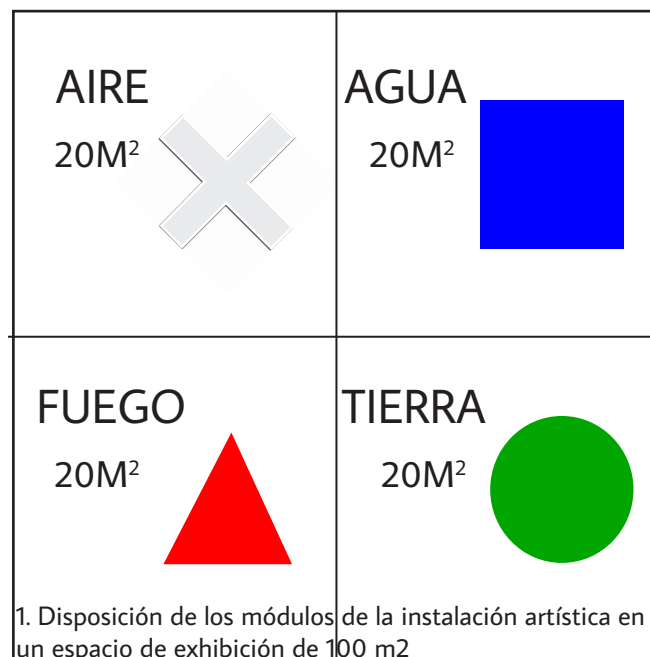 AIRE
20M²
AGUA
20M²
FUEGO
20M²
TIERRA
20M²
1. Disposición de los módulos de la instalación artística en
un espacio de exhibición de 100 m2